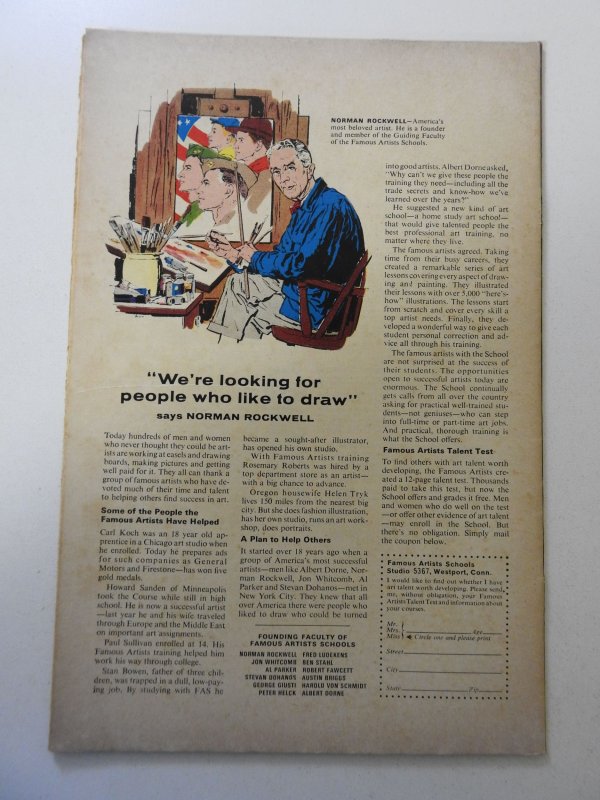 NORMAN ROCKWELL—America's
most beloved artist. He is a founder
and member of the Guiding Faculty
of the Famous Artists Schools.
"We're looking for
people who like to draw"
says NORMAN ROCKWELL
Today hundreds of men and women
who never thought they could be art-
ists are working at easels and drawing
boards, making pictures and getting
well paid for it. They all can thank a
group of famous artists who have de-
voted much of their time and talent
to helping others find success in art.
Some of the People the
Famous Artists Have Helped
Carl Koch was an 18 year old ap-
prentice in a Chicago art studio when
he enrolled. Today he prepares ads
for such companies as General
Motors and Firestone—has won five
gold medals.
Howard Sanden of Minneapolis
took the Course while still in high
school. He is now a successful artist
—last year he and his wife traveled
through Europe and the Middle East
on important art assignments.
Paul Sullivan enrolled at 14. His
Famous Artists training helped him
work his way through college.
Stan Bowen, father of three chil-
dren, was trapped in a dull, low-pay-
ing job. By studying with FAS he
became a sought-after illustrator,
has opened his own studio.
With Famous Artists training
Rosemary Roberts was hired by a
top department store as an artist—
with a big chance to advance.
Oregon housewife Helen Tryk
lives 150 miles from the nearest big
city. But she does fashion illustration,
has her own studio, runs an art work-
shop, does portraits.
A Plan to Help Others
It started over 18 years ago when a
group of America's most successful
artists—men like Albert Dorne, Nor-
man Rockwell, Jon Whitcomb, Al
Parker and Stevan Dohanos—met in
New York City. They knew that all
over America there were people who
liked to draw who could be turned
FOUNDING FACULTY OF
FAMOUS ARTISTS SCHOOLS
NORMAN ROCKWELL FRED LUDEKENS
JON WHITCOMB BEN STAHL
AL PARKER ROBERT FAWCETT
STEVAN DOHANOS AUSTIN BRIGGS
GEORGE GIUSTI HAROLD VON SCHMIDT
PETER HELCK ALBERT DORNE
into good artists. Albert Dorne asked,
"Why can't we give these people the
training they need—including all the
trade secrets and know-how we've
learned over the years?"
He suggested a new kind of art
school—a home study art school—
that would give talented people the
best professional art training, no
matter where they live.
The famous artists agreed. Taking
time from their busy careers, they
created a remarkable series of art
lessons covering every aspect of draw-
ing and painting. They illustrated
their lessons with over 5,000 "here's-
how" illustrations. The lessons start
from scratch and cover every skill a
top artist needs. Finally, they de-
veloped a wonderful way to give each
student personal correction and ad-
vice all through his training.
The famous artists with the School
are not surprised at the success of
their students. The opportunities
open to successful artists today are
enormous. The School continually
gets calls from all over the country
asking for practical well-trained stu-
dents—not geniuses—who can step
into full-time or part-time art jobs.
And practical, thorough training is
what the School offers.
Famous Artists Talent Test
To find others with art talent worth
developing, the Famous Artists cre-
ated a 12-page talent test. Thousands
paid to take this test, but now the
School offers and grades it free. Men
and women who do well on the test
—or offer other evidence of art talent
—may enroll in the School. But
there's no obligation. Simply mail
the coupon below.
Famous Artists Schools
Studio 5367, Westport, Conn.
I would like to find out whether I have
art talent worth developing. Please send,
me, without obligation, your Famous
Artists Talent Test and information about
your courses.
Mr.
Mrs. Age
Miss Circle one and please print
Street
City
State Zip